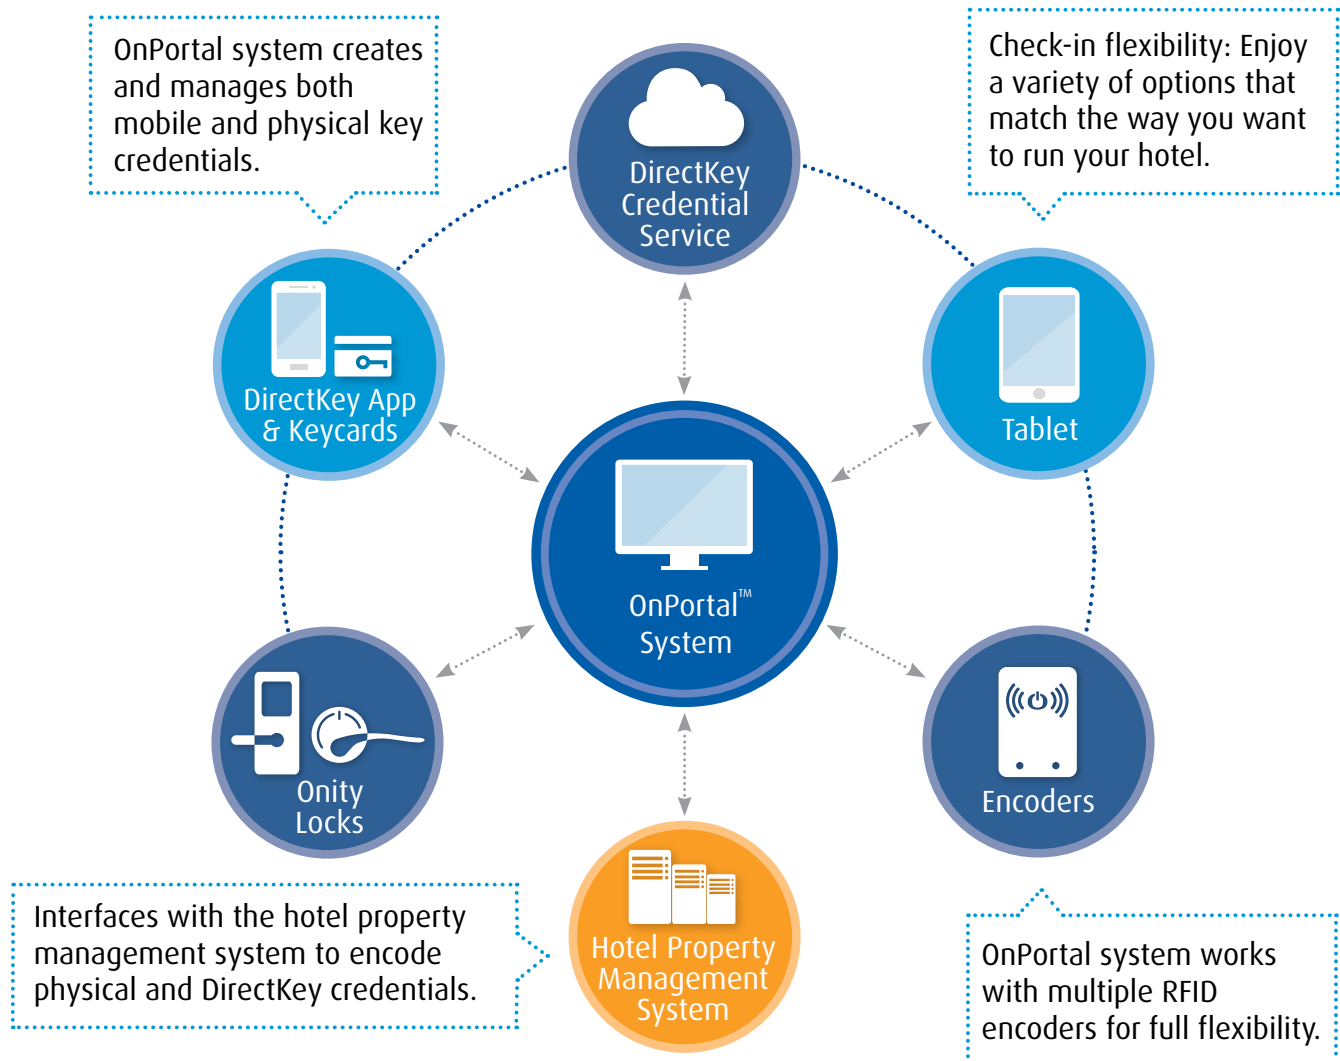 OnPortal system creates
and manages both
mobile and physical key
credentials.
Check-in flexibility: Enjoy
a variety of options that
match the way you want
to run your hotel.
DirectKey
Credential
Service
DirectKey App
& Keycards
Tablet
OnPortal™
System
Onity
Locks
Encoders
Hotel Property
Management
System
Interfaces with the hotel property
management system to encode
physical and DirectKey credentials.
OnPortal system works
with multiple RFID
encoders for full flexibility.